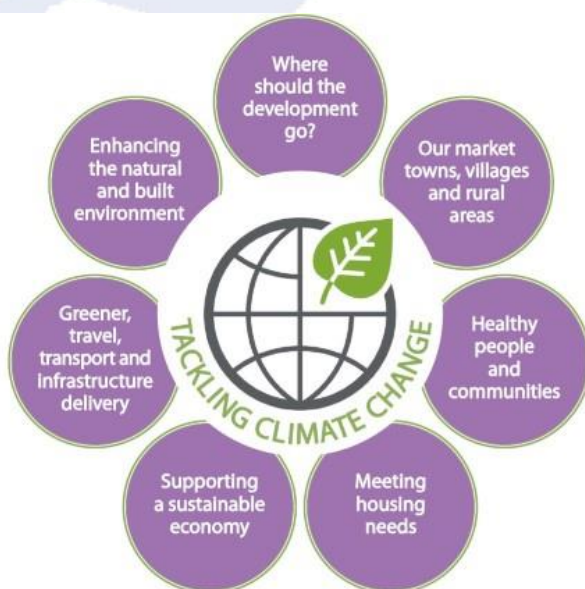 Where
should the
development
go?
Our market
towns, villages
and rural
areas
Healthy
people
and
communities
Meeting
housing
needs
Supporting
a sustainable
economy
Greener,
travel,
transport and
infrastructure
delivery
Enhancing
the natural
and built
environment
TACKLING CLIMATE CHANGE